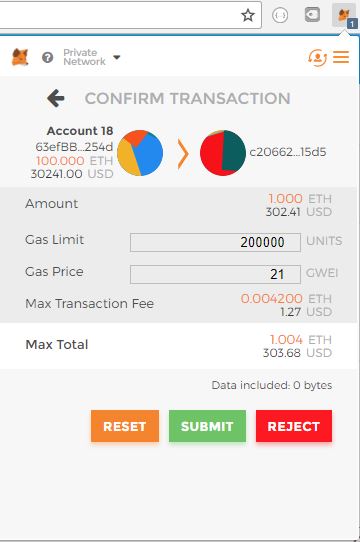 1
Private
Network
CONFIRM TRANSACTION
Account 18
63efBB...254d
100.000 ETH
30241.00 USD
c20662...15d5
Amount 1.000 ETH
302.41 USD
Gas Limit 200000 UNITS
Gas Price 21 GWEI
Max Transaction Fee 0.004200 ETH
1.27 USD
Max Total 1.004 ETH
303.68 USD
Data included: 0 bytes
RESET SUBMIT REJECT